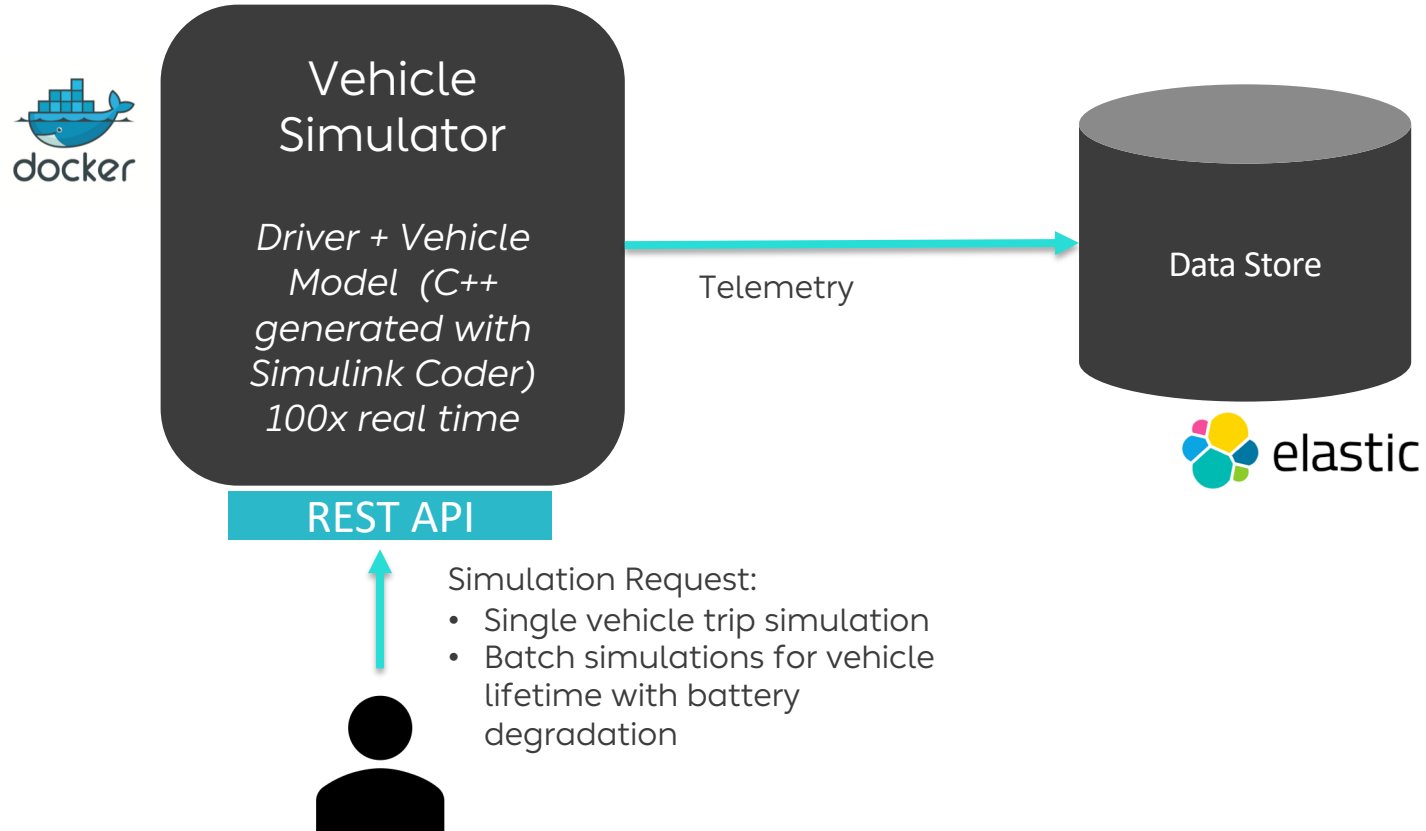 docker
Vehicle
Simulator
Driver + Vehicle
Model (C++
generated with
Simulink Coder)
100x real time
REST API
Telemetry
Data Store
elastic
Simulation Request:
• Single vehicle trip simulation
• Batch simulations for vehicle
lifetime with battery
degradation